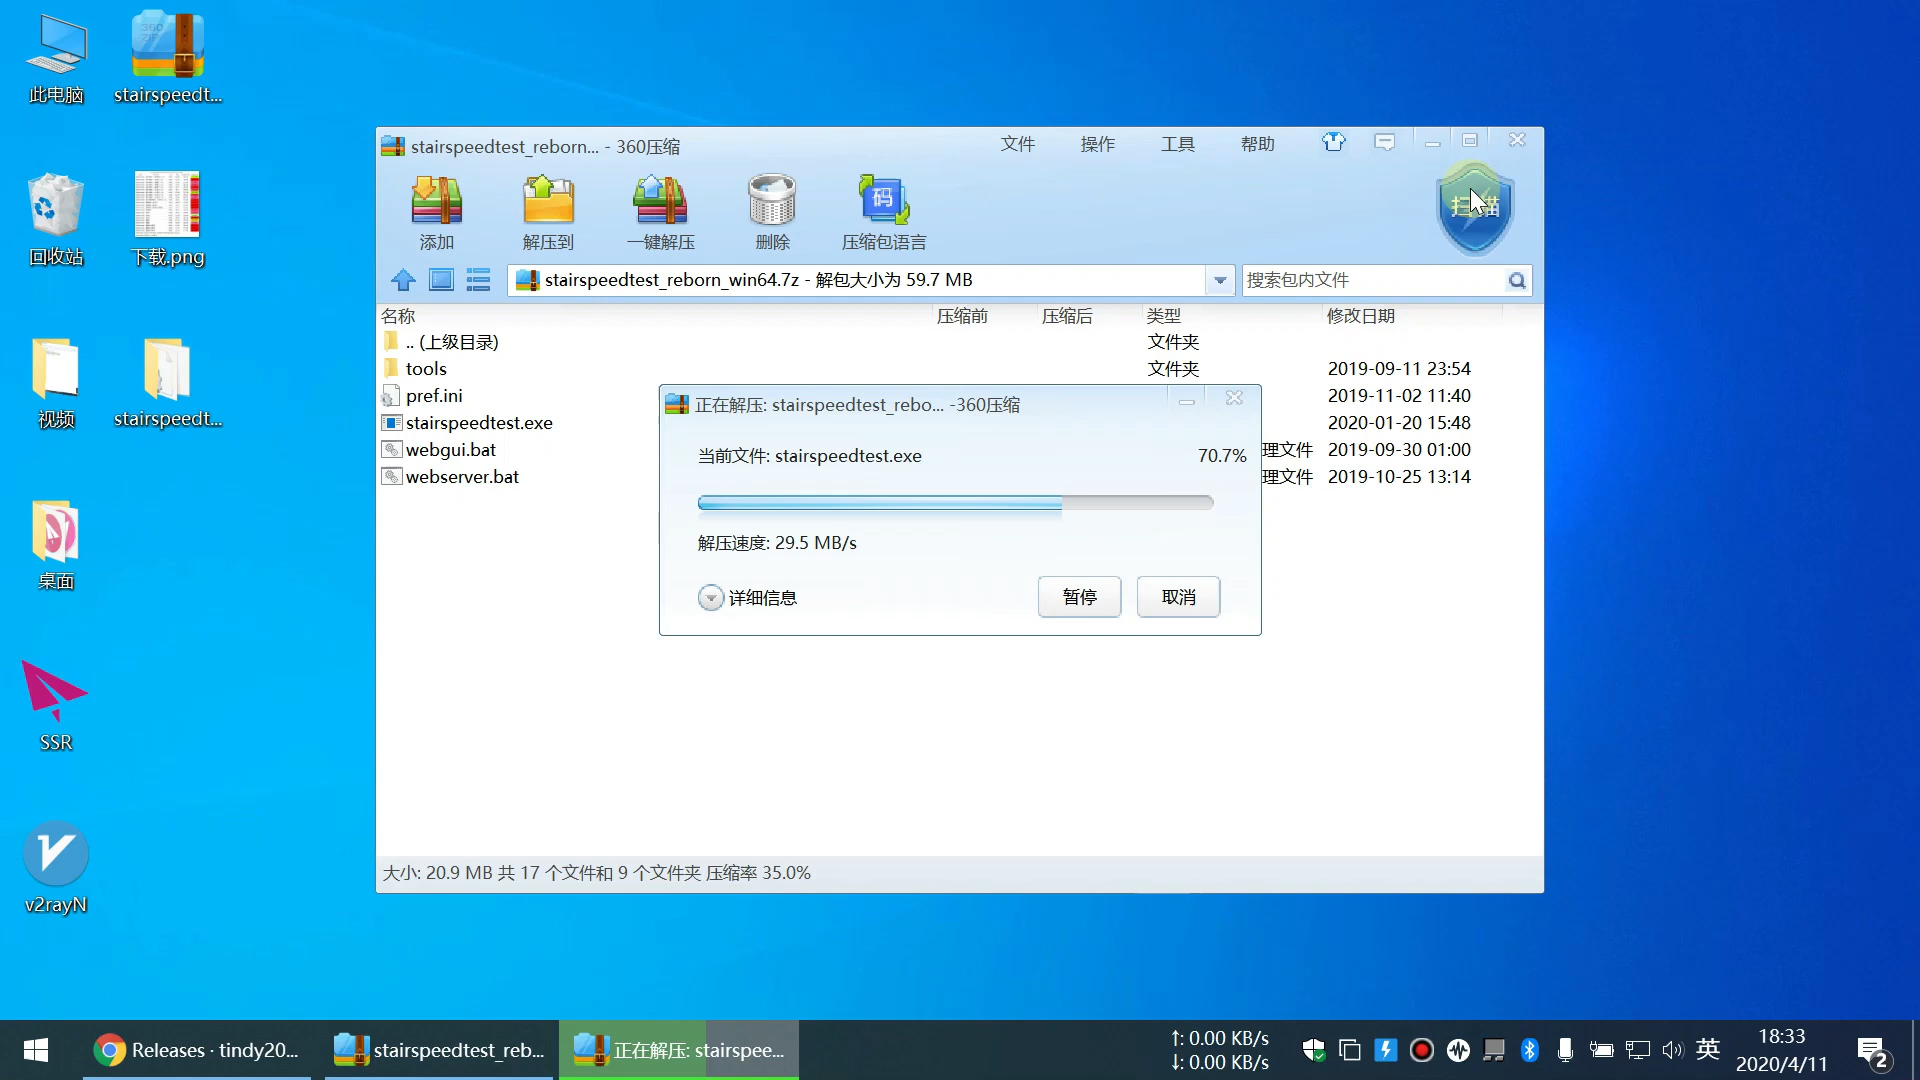 此电脑
stairspeedt...
回收站
下载.png
视频
stairspeedt...
桌面
SSR
v2rayN
stairspeedtest_reborn... - 360压缩
文件 操作 工具 帮助
添加 解压到 一键解压 删除 压缩包语言
扫描
stairspeedtest_reborn_win64.7z - 解包大小为 59.7 MB
搜索包内文件
名称 压缩前 压缩后 类型 修改日期
.. (上级目录) 文件夹
tools 文件夹 2019-09-11 23:54
pref.ini 2019-11-02 11:40
stairspeedtest.exe 2020-01-20 15:48
webgui.bat 理文件 2019-09-30 01:00
webserver.bat 理文件 2019-10-25 13:14
正在解压: stairspeedtest_rebo... -360压缩
当前文件: stairspeedtest.exe 70.7%
解压速度: 29.5 MB/s
详细信息 暂停 取消
大小: 20.9 MB 共 17 个文件和 9 个文件夹 压缩率 35.0%
Releases · tindy20...
stairspeedtest_reb...
正在解压: stairspee...
↑: 0.00 KB/s
↓: 0.00 KB/s
英
18:33
2020/4/11
2